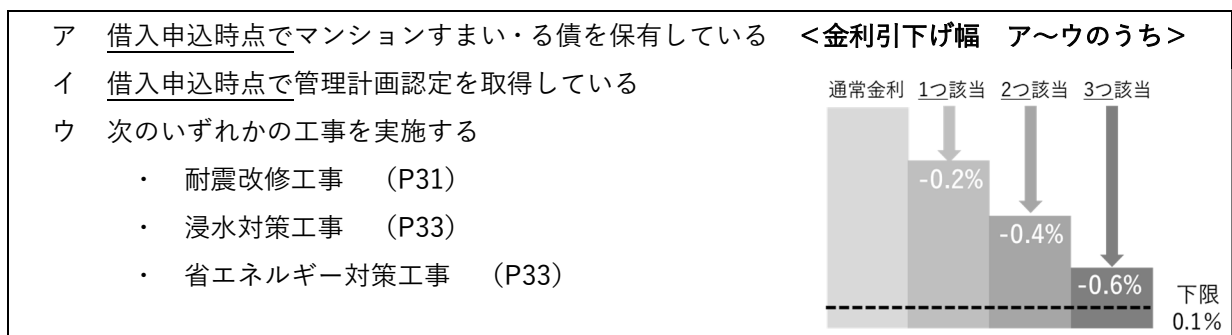 ア　借入申込時点でマンションすまい・る債を保有している
イ　借入申込時点で管理計画認定を取得している
ウ　次のいずれかの工事を実施する
・　耐震改修工事　（P31）
・　浸水対策工事　（P33）
・　省エネルギー対策工事　（P33）
＜金利引下げ幅　ア～ウのうち＞
通常金利　1つ該当　2つ該当　3つ該当
-0.2%
-0.4%
-0.6%
下限
0.1%